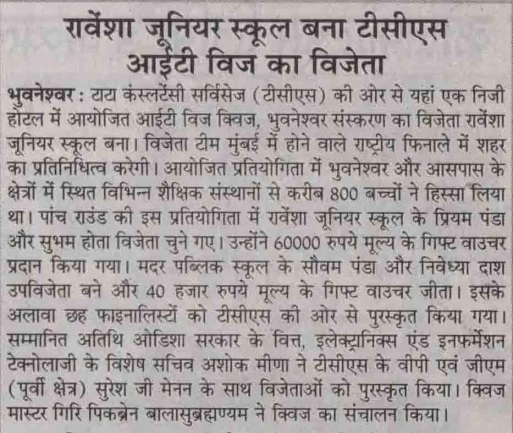 रावेंशा जूनियर स्कूल बना टीसीएस
आईटी विज का विजेता
भुवनेश्वर : टाटा कंस्लटेंसी सर्विसेज (टीसीएस) की ओर से यहां एक निजी
होटल में आयोजित आईटी विज क्विज, भुवनेश्वर संस्करण का विजेता रावेंशा
जूनियर स्कूल बना। विजेता टीम मुंबई में होने वाले राष्ट्रीय फिनाले में शहर
का प्रतिनिधित्व करेगी। आयोजित प्रतियोगिता में भुवनेश्वर और आसपास के
क्षेत्रों में स्थित विभिन्न शैक्षिक संस्थानों से करीब 800 बच्चों ने हिस्सा लिया
था। पांच राउंड की इस प्रतियोगिता में रावेंशा जूनियर स्कूल के प्रियम पंडा
और सुभम होता विजेता चुने गए। उन्होंने 60000 रुपये मूल्य के गिफ्ट वाउचर
प्रदान किया गया। मदर पब्लिक स्कूल के सौवम पंडा और निवेध्या दाश
उपविजेता बने और 40 हजार रुपये मूल्य के गिफ्ट वाउचर जीता। इसके
अलावा छह फाइनालिस्टों को टीसीएस की ओर से पुरस्कृत किया गया।
सम्मानित अतिथि ओडिशा सरकार के वित्त, इलेक्ट्रानिक्स एंड इनफर्मेशन
टेक्नोलाजी के विशेष सचिव अशोक मीणा ने टीसीएस के वीपी एवं जीएम
(पूर्वी क्षेत्र) सुरेश जी मेनन के साथ विजेताओं को पुरस्कृत किया। क्विज
मास्टर गिरि पिकब्रेन बालासुब्रह्मण्यम ने क्विज का संचालन किया।